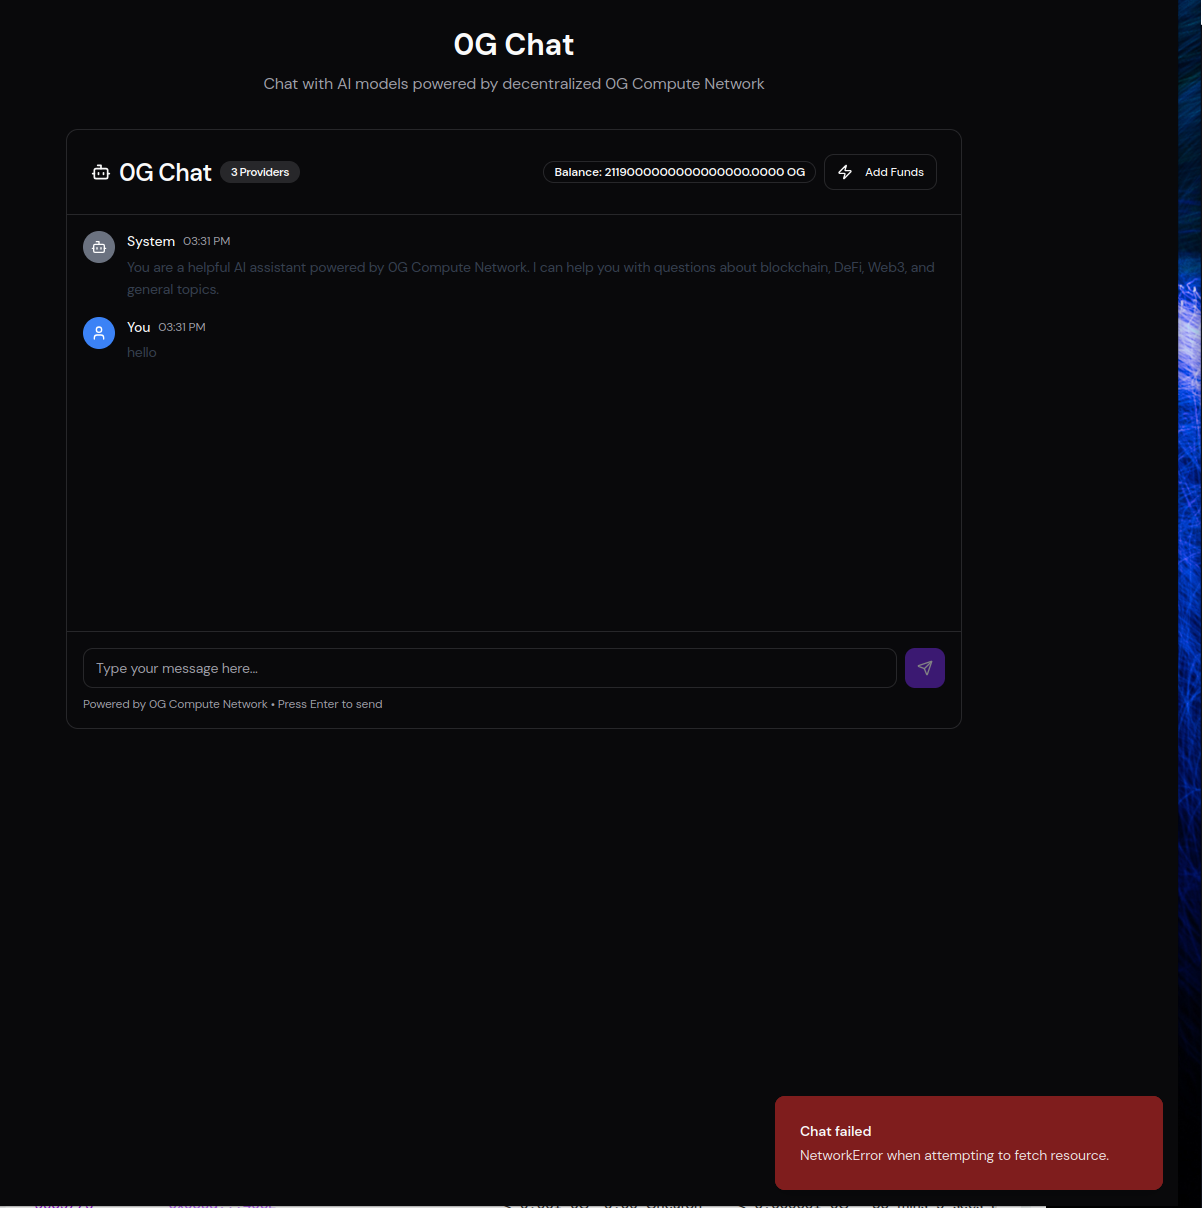 0G Chat
Chat with AI models powered by decentralized 0G Compute Network
0G Chat
3 Providers
Balance: 2119000000000000000.0000 OG
Add Funds
System 03:31 PM
You are a helpful AI assistant powered by 0G Compute Network. I can help you with questions about blockchain, DeFi, Web3, and
general topics.
You 03:31 PM
hello
Type your message here...
Powered by 0G Compute Network • Press Enter to send
Chat failed
NetworkError when attempting to fetch resource.